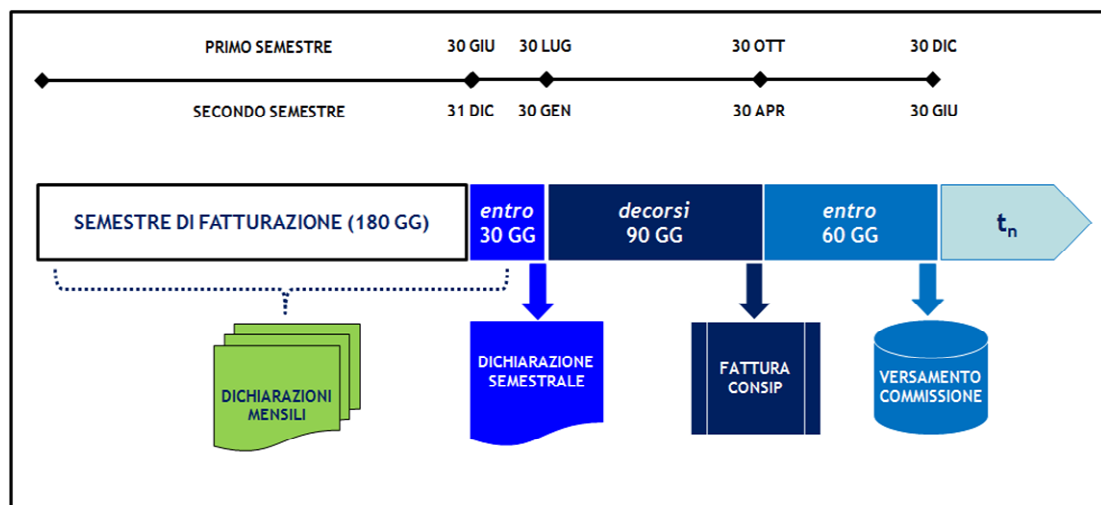 PRIMO SEMESTRE 30 GIU 30 LUG 30 OTT 30 DIC
SECONDO SEMESTRE 31 DIC 30 GEN 30 APR 30 GIU
SEMESTRE DI FATTURAZIONE (180 GG)
entro
30 GG
decorsi
90 GG
entro
60 GG
tn
DICHIARAZIONI
MENSILI
DICHIARAZIONE
SEMESTRALE
FATTURA
CONSIP
VERSAMENTO
COMMISSIONE